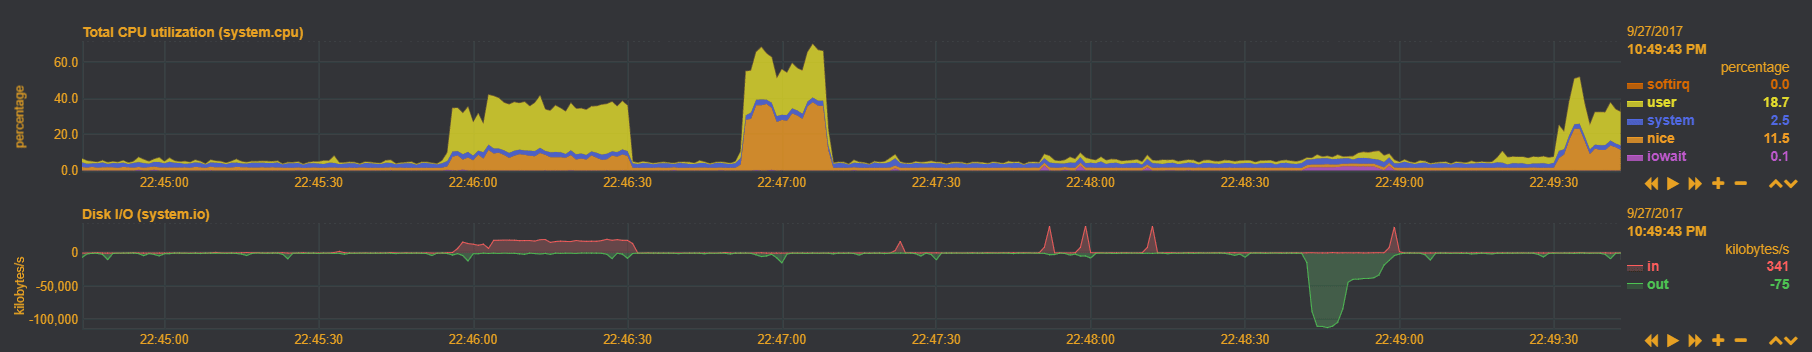 Total CPU utilization (system.cpu)
percentage
60.0
40.0
20.0
0.0
22:45:00 22:45:30 22:46:00 22:46:30 22:47:00 22:47:30 22:48:00 22:48:30 22:49:00 22:49:30
9/27/2017
10:49:43 PM
percentage
softirq 0.0
user 18.7
system 2.5
nice 11.5
iowait 0.1
Disk I/O (system.io)
kilobytes/s
0
-50,000
-100,000
22:45:00 22:45:30 22:46:00 22:46:30 22:47:00 22:47:30 22:48:00 22:48:30 22:49:00 22:49:30
9/27/2017
10:49:43 PM
kilobytes/s
in 341
out -75